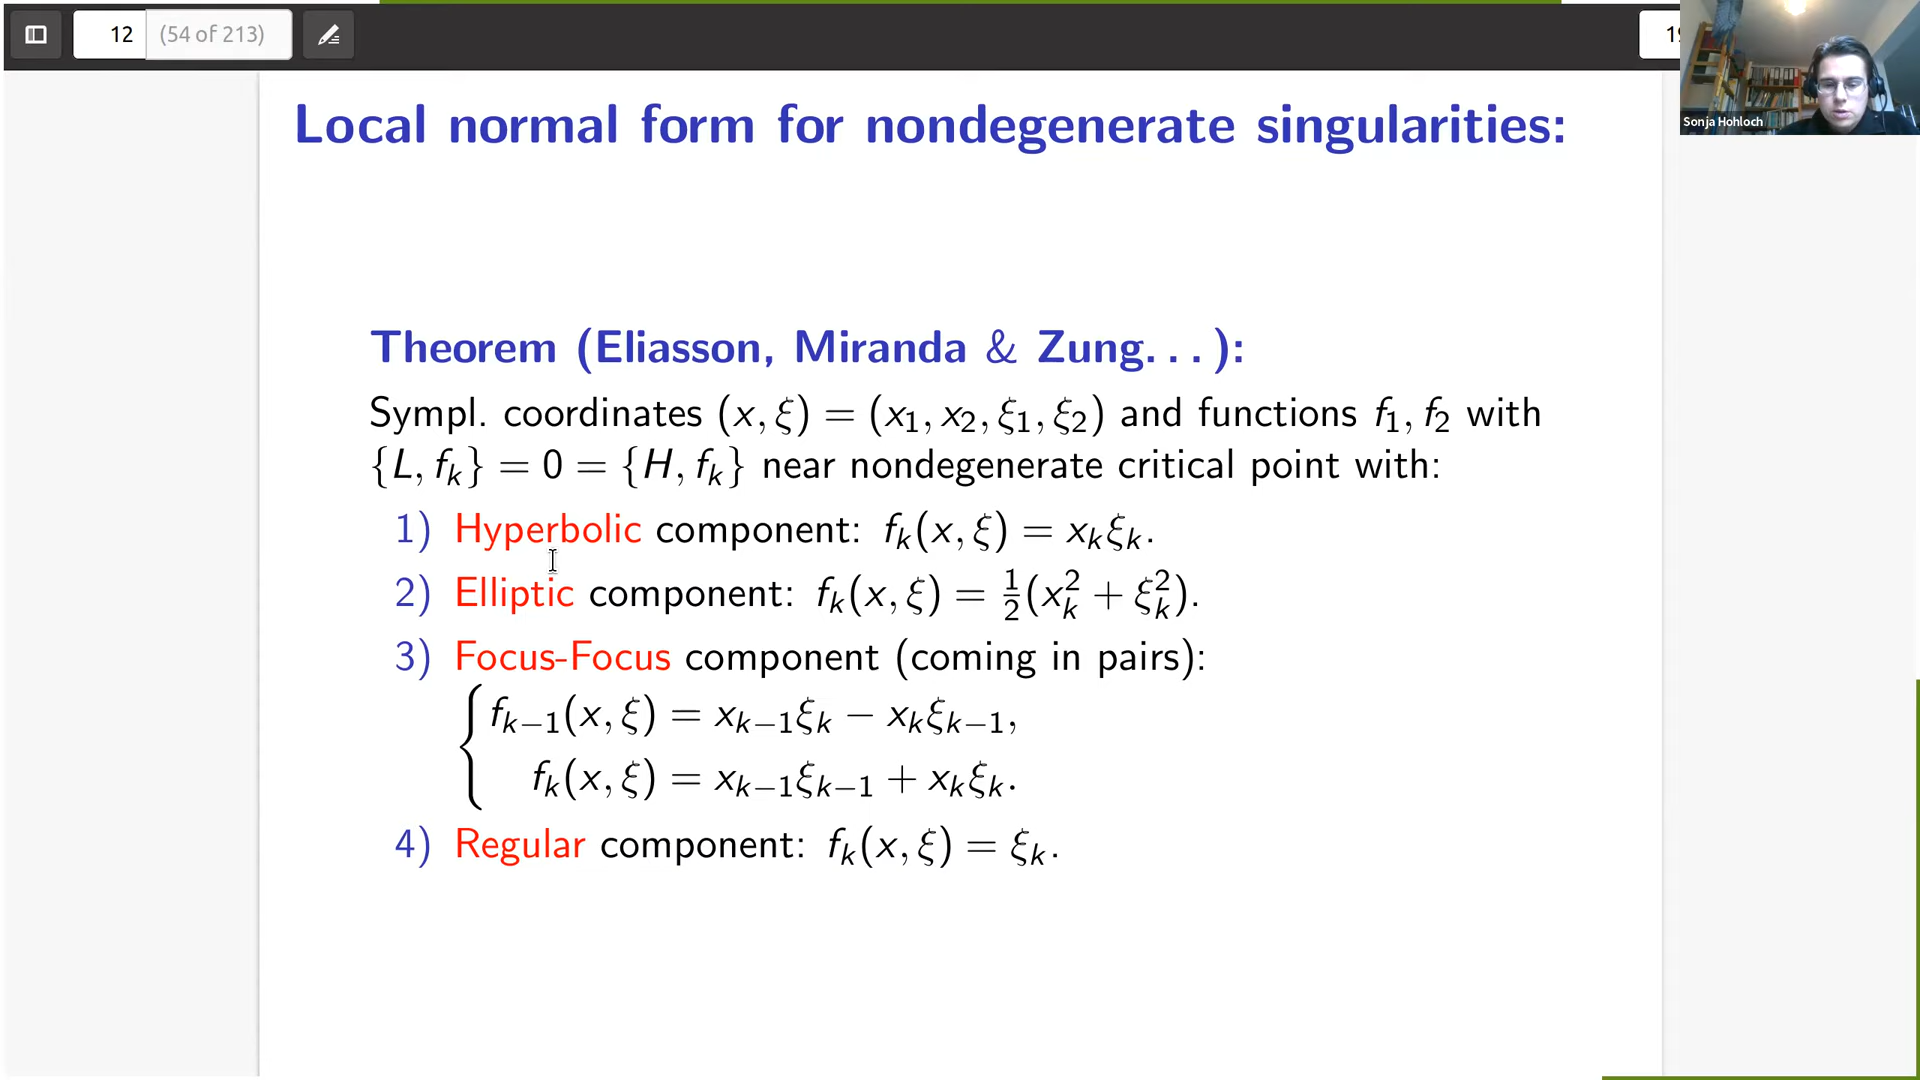 12 (54 of 213)
19
Sonja Hohloch
Local normal form for nondegenerate singularities:
Theorem (Eliasson, Miranda & Zung. . . ):
Sympl. coordinates (x, ξ) = (x₁, x₂, ξ₁, ξ₂) and functions f₁, f₂ with
{L, fₖ} = 0 = {H, fₖ} near nondegenerate critical point with:
1) Hyperbolic component: fₖ(x, ξ) = xₖξₖ.
2) Elliptic component: fₖ(x, ξ) = ½(xₖ² + ξₖ²).
3) Focus-Focus component (coming in pairs):
fₖ₋₁(x, ξ) = xₖ₋₁ξₖ − xₖξₖ₋₁,
fₖ(x, ξ) = xₖ₋₁ξₖ₋₁ + xₖξₖ.
4) Regular component: fₖ(x, ξ) = ξₖ.